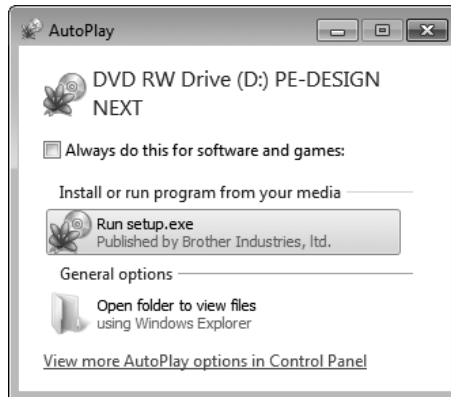 AutoPlay
DVD RW Drive (D:) PE-DESIGN
NEXT
Always do this for software and games:
Install or run program from your media
Run setup.exe
Published by Brother Industries, ltd.
General options
Open folder to view files
using Windows Explorer
View more AutoPlay options in Control Panel